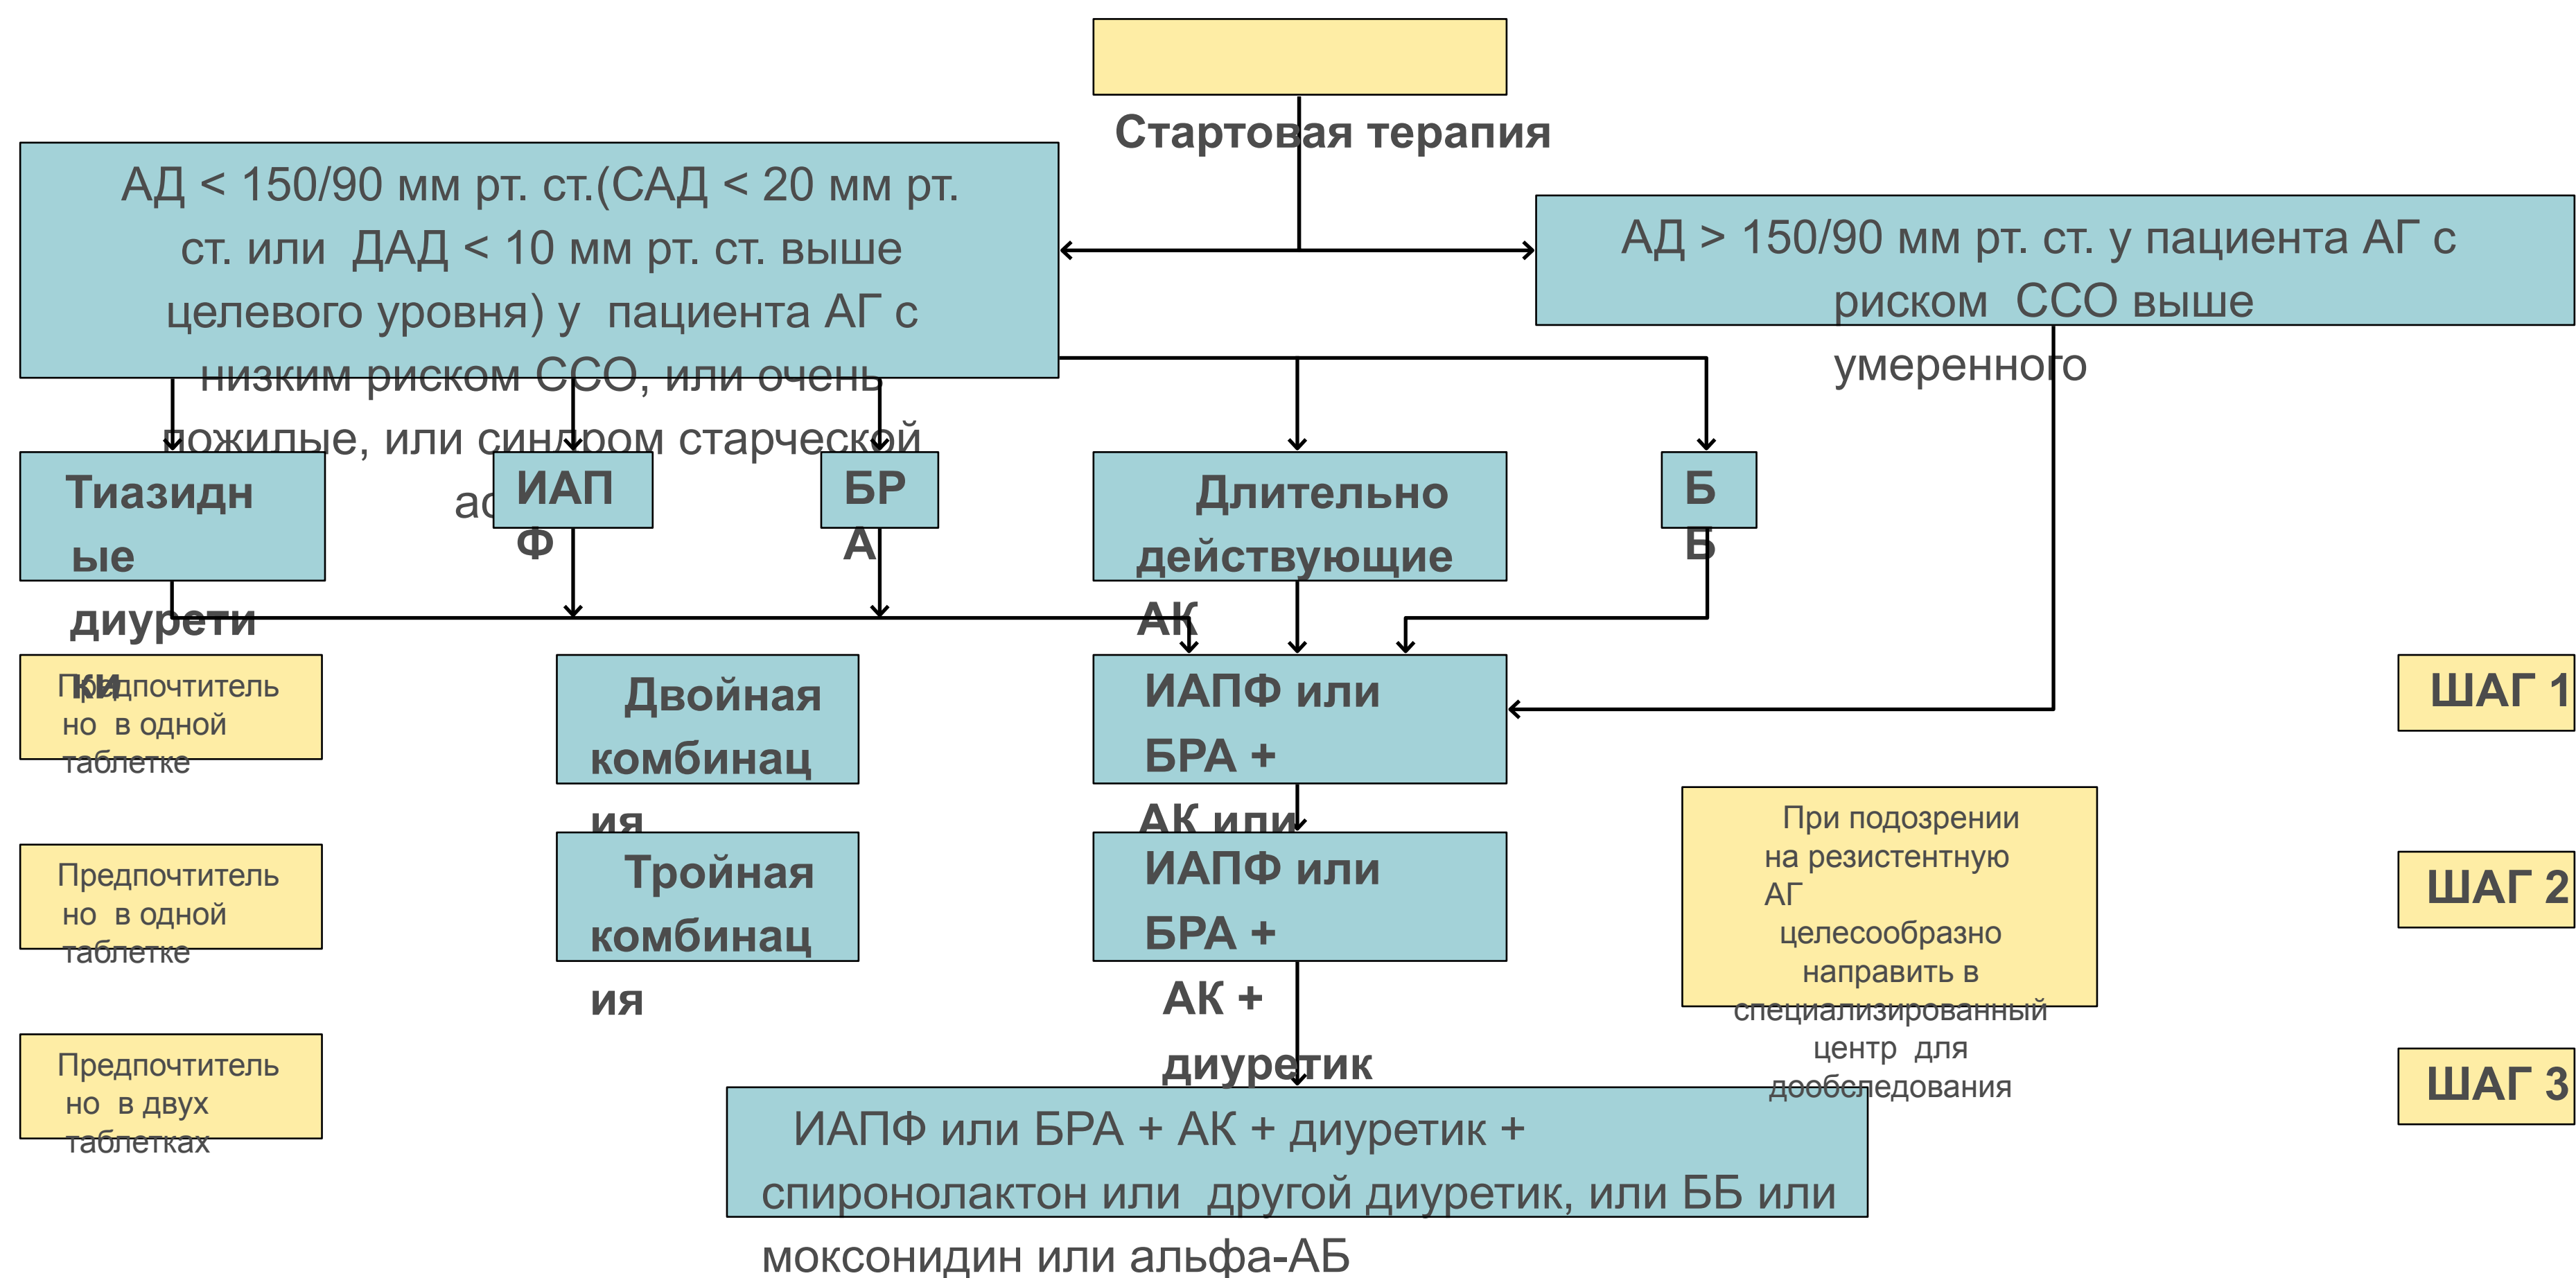 Стартовая терапия
АД < 150/90 мм рт. ст.(САД < 20 мм рт.
ст. или ДАД < 10 мм рт. ст. выше
целевого уровня) у пациента АГ с
низким риском ССО, или очень
пожилые, или синдром старческой
АД > 150/90 мм рт. ст. у пациента АГ с
риском ССО выше
умеренного
Тиазидн
ые
диурети
ки
ИАП
Ф
БР
А
Длительно
действующие
АК
Б
Б
Предпочтитель
но в одной
таблетке
Двойная
комбинац
ия
ИАПФ или
БРА +
АК или
ШАГ 1
Предпочтитель
но в одной
таблетке
Тройная
комбинац
ия
ИАПФ или
БРА +
АК +
диуретик
При подозрении
на резистентную
АГ
целесообразно
направить в
специализированный
центр для
дообследования
ШАГ 2
Предпочтитель
но в двух
таблетках
ИАПФ или БРА + АК + диуретик +
спиронолактон или другой диуретик, или ББ или
моксонидин или альфа-АБ
ШАГ 3